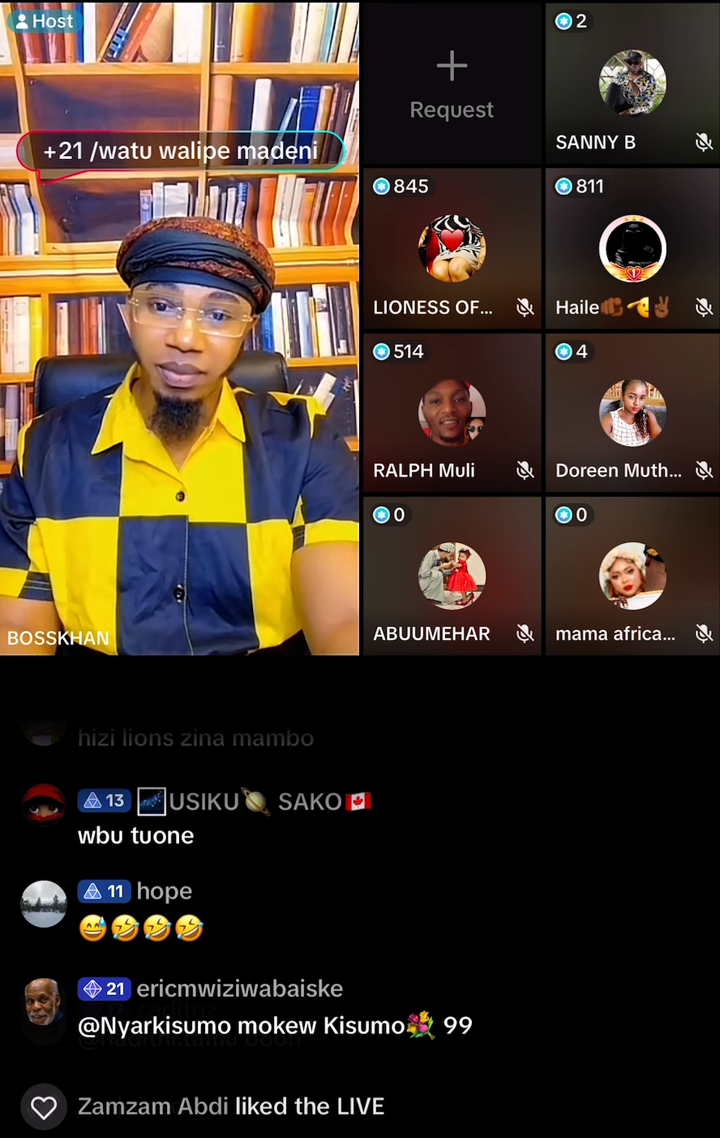 Host
+21 /watu walipe madeni
BOSSKHAN
Request
2
SANNY B
845
LIONESS OF...
811
Haile🫵🏾🫱✌🏾
514
RALPH Muli
4
Doreen Muth...
0
ABUUMEHAR
0
mama africa...
hizi lions zina mambo
13 🌌USIKU🪐 SAKO🇨🇦
wbu tuone
11 hope
😅🤣🤣🤣
21 ericmwiziwabaiske
@Nyarkisumo mokew Kisumo💐 99
Zamzam Abdi liked the LIVE